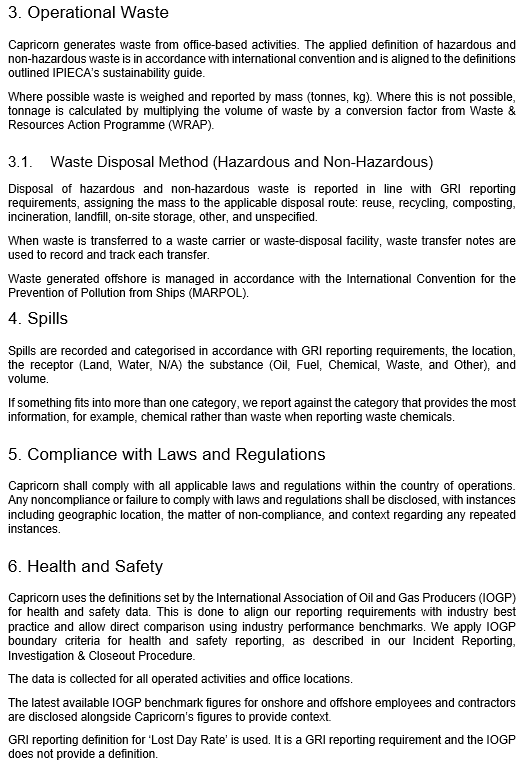 3. Operational Waste
Capricorn generates waste from office-based activities. The applied definition of hazardous and
non-hazardous waste is in accordance with international convention and is aligned to the definitions
outlined IPIECA's sustainability guide.
Where possible waste is weighed and reported by mass (tonnes, kg). Where this is not possible,
tonnage is calculated by multiplying the volume of waste by a conversion factor from Waste &
Resources Action Programme (WRAP).
3.1. Waste Disposal Method (Hazardous and Non-Hazardous)
Disposal of hazardous and non-hazardous waste is reported in line with GRI reporting
requirements, assigning the mass to the applicable disposal route: reuse, recycling, composting,
incineration, landfill, on-site storage, other, and unspecified.
When waste is transferred to a waste carrier or waste-disposal facility, waste transfer notes are
used to record and track each transfer.
Waste generated offshore is managed in accordance with the International Convention for the
Prevention of Pollution from Ships (MARPOL).
4. Spills
Spills are recorded and categorised in accordance with GRI reporting requirements, the location,
the receptor (Land, Water, N/A) the substance (Oil, Fuel, Chemical, Waste, and Other), and
volume.
If something fits into more than one category, we report against the category that provides the most
information, for example, chemical rather than waste when reporting waste chemicals.
5. Compliance with Laws and Regulations
Capricorn shall comply with all applicable laws and regulations within the country of operations.
Any noncompliance or failure to comply with laws and regulations shall be disclosed, with instances
including geographic location, the matter of non-compliance, and context regarding any repeated
instances.
6. Health and Safety
Capricorn uses the definitions set by the International Association of Oil and Gas Producers (IOGP)
for health and safety data. This is done to align our reporting requirements with industry best
practice and allow direct comparison using industry performance benchmarks. We apply IOGP
boundary criteria for health and safety reporting, as described in our Incident Reporting,
Investigation & Closeout Procedure.
The data is collected for all operated activities and office locations.
The latest available IOGP benchmark figures for onshore and offshore employees and contractors
are disclosed alongside Capricorn's figures to provide context.
GRI reporting definition for 'Lost Day Rate' is used. It is a GRI reporting requirement and the IOGP
does not provide a definition.